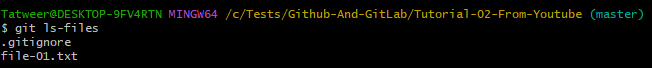 Tatweer@DESKTOP-9FV4RTN MINGW64 /c/Tests/Github-And-GitLab/Tutorial-02-From-Youtube (master)
$ git ls-files
.gitignore
file-01.txt